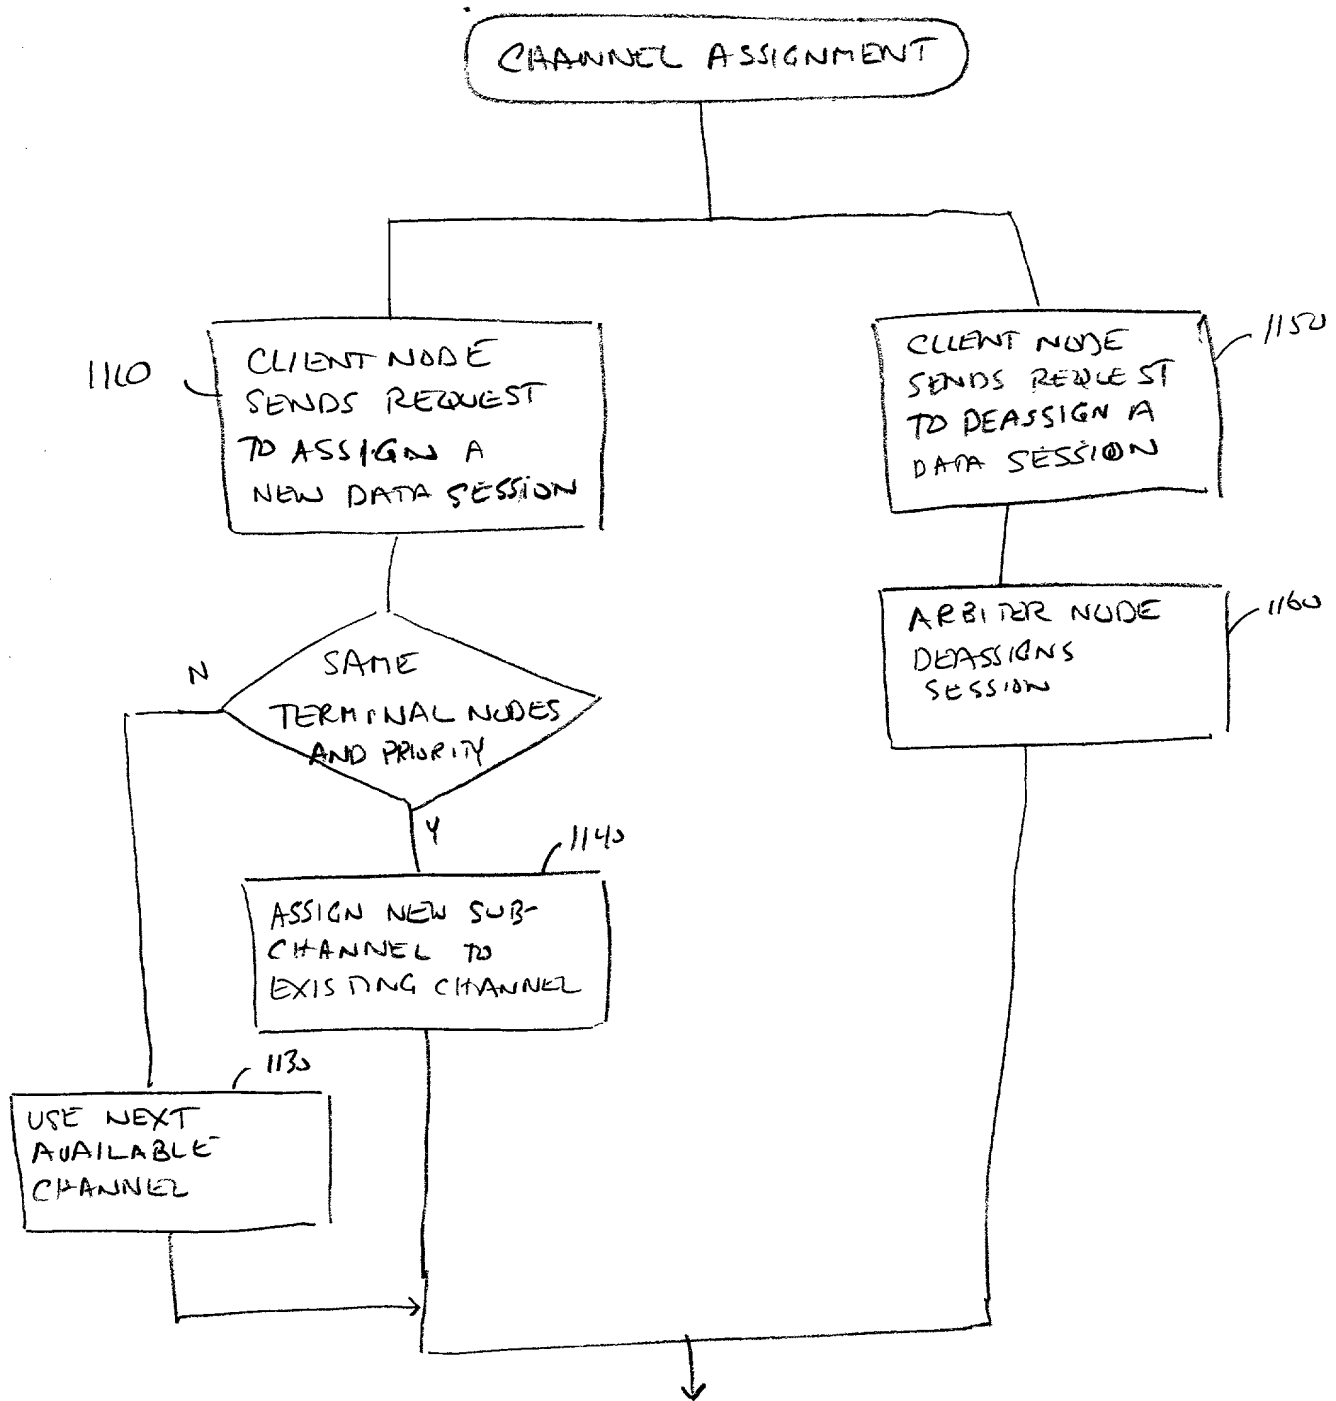 CHANNEL ASSIGNMENT
1110
CLIENT NODE
SENDS REQUEST
TO ASSIGN A
NEW DATA SESSION
1150
CLIENT NODE
SENDS REQUEST
TO DEASSIGN A
DATA SESSION
1160
ARBITER NODE
DEASSIGNS
SESSION
N
SAME
TERMINAL NODES
AND PRIORITY
Y
1140
ASSIGN NEW SUB-
CHANNEL TO
EXISTING CHANNEL
1130
USE NEXT
AVAILABLE
CHANNEL